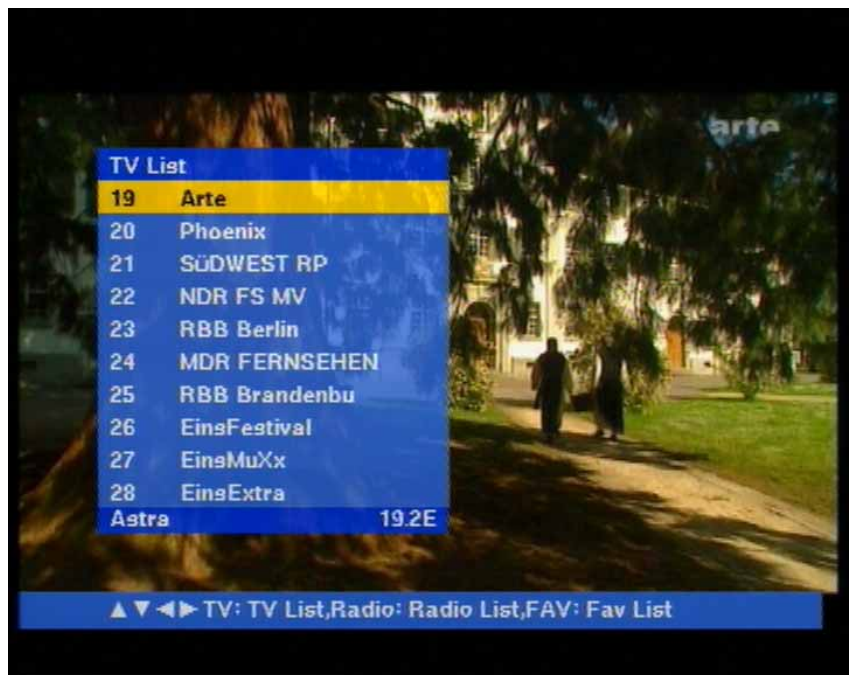 arte
TV List
19 Arte
20 Phoenix
21 SüDWEST RP
22 NDR FS MV
23 RBB Berlin
24 MDR FERNSEHEN
25 RBB Brandenbu
26 EinsFestival
27 EinsMuXx
28 EinsExtra
Astra 19.2E
▲▼◀▶ TV: TV List,Radio: Radio List,FAV: Fav List